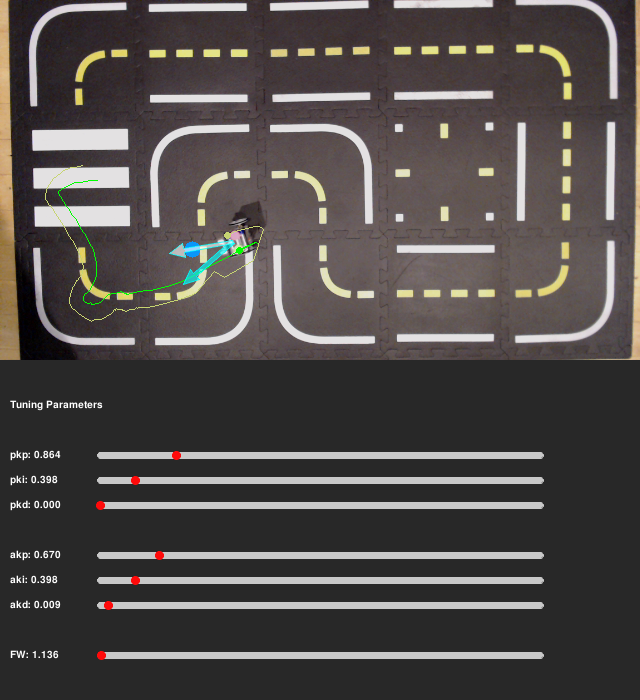 Tuning Parameters
pkp: 0.864
pki: 0.398
pkd: 0.000
akp: 0.670
aki: 0.398
akd: 0.009
FW: 1.136